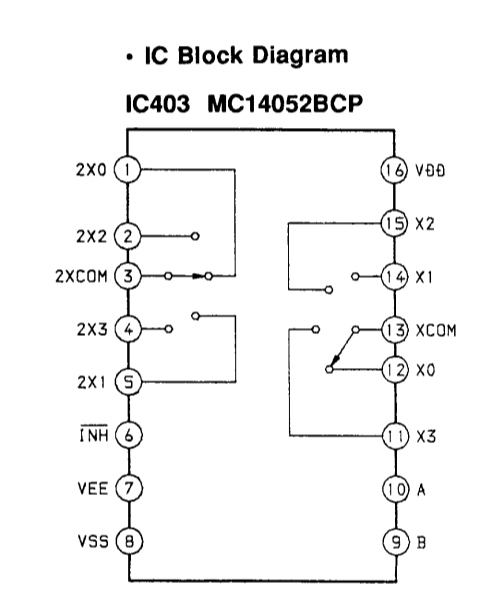 • IC Block Diagram
IC403 MC14052BCP
2X0 1
16 VDD
15 X2
2X2 2
2XCOM 3
14 X1
2X3 4
13 XCOM
12 X0
2X1 5
INH 6
11 X3
VEE 7
10 A
VSS 8
9 B